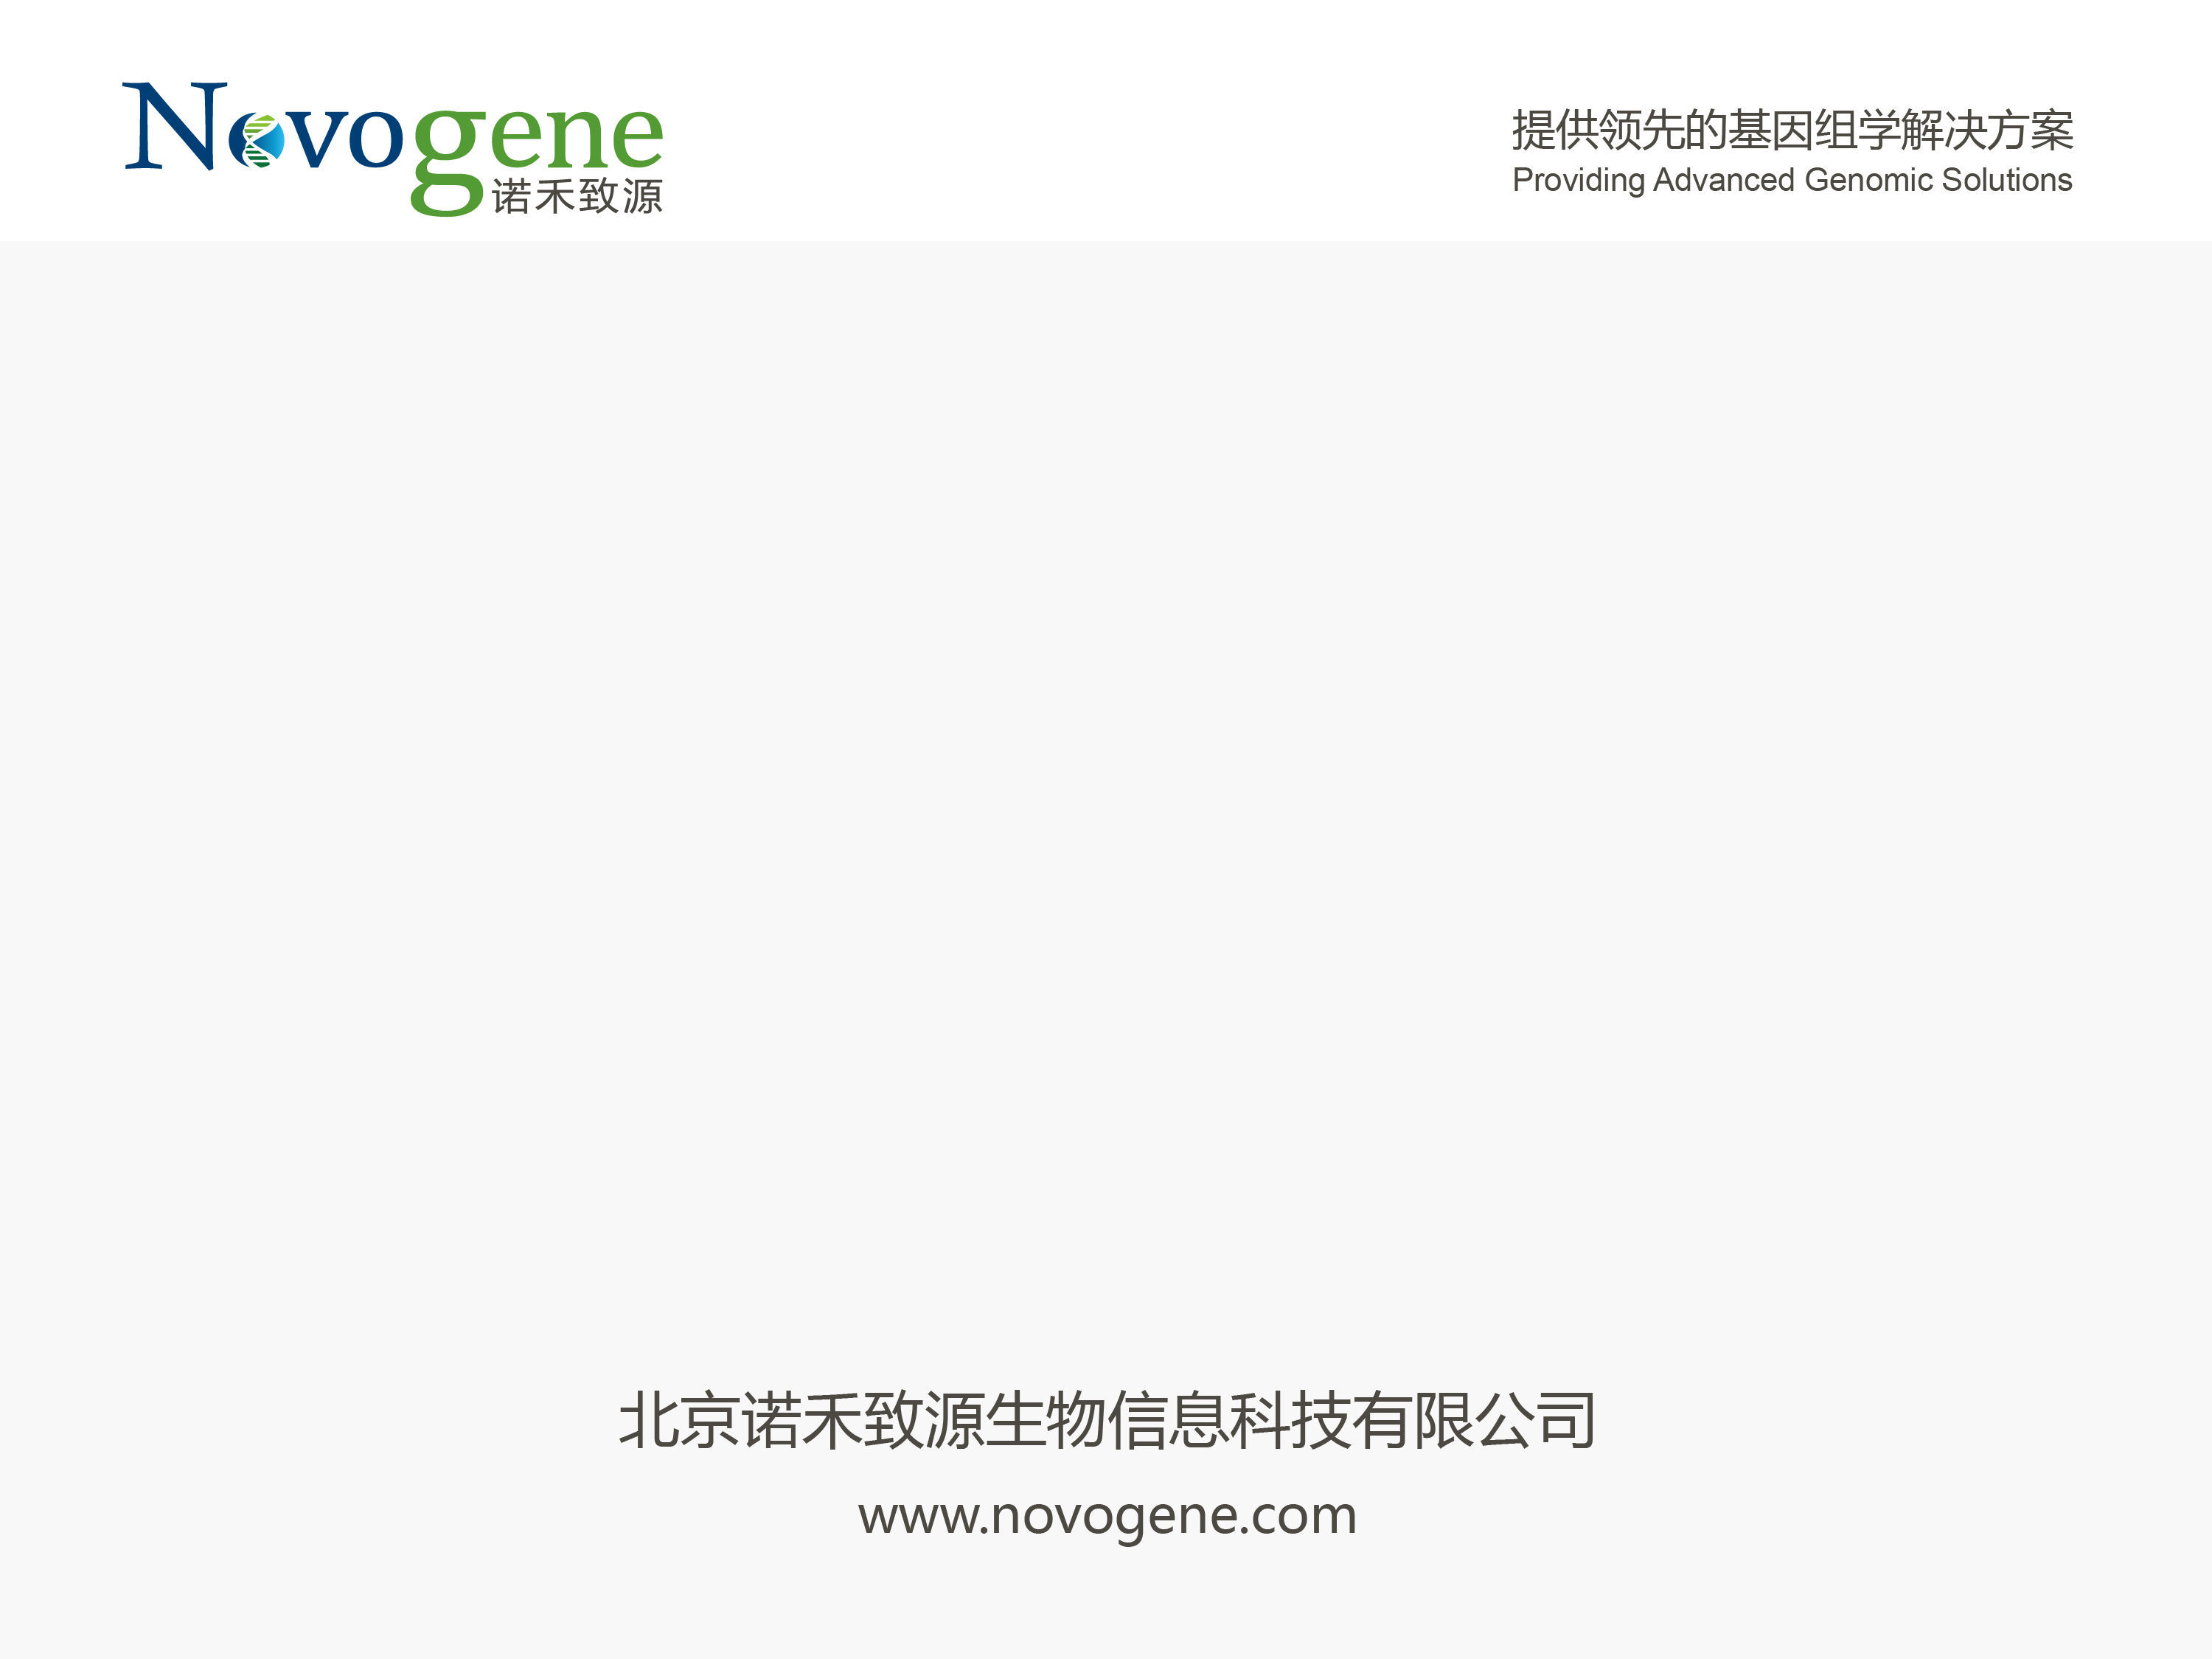 Novogene
诺禾致源
提供领先的基因组学解决方案
Providing Advanced Genomic Solutions
北京诺禾致源生物信息科技有限公司
www.novogene.com